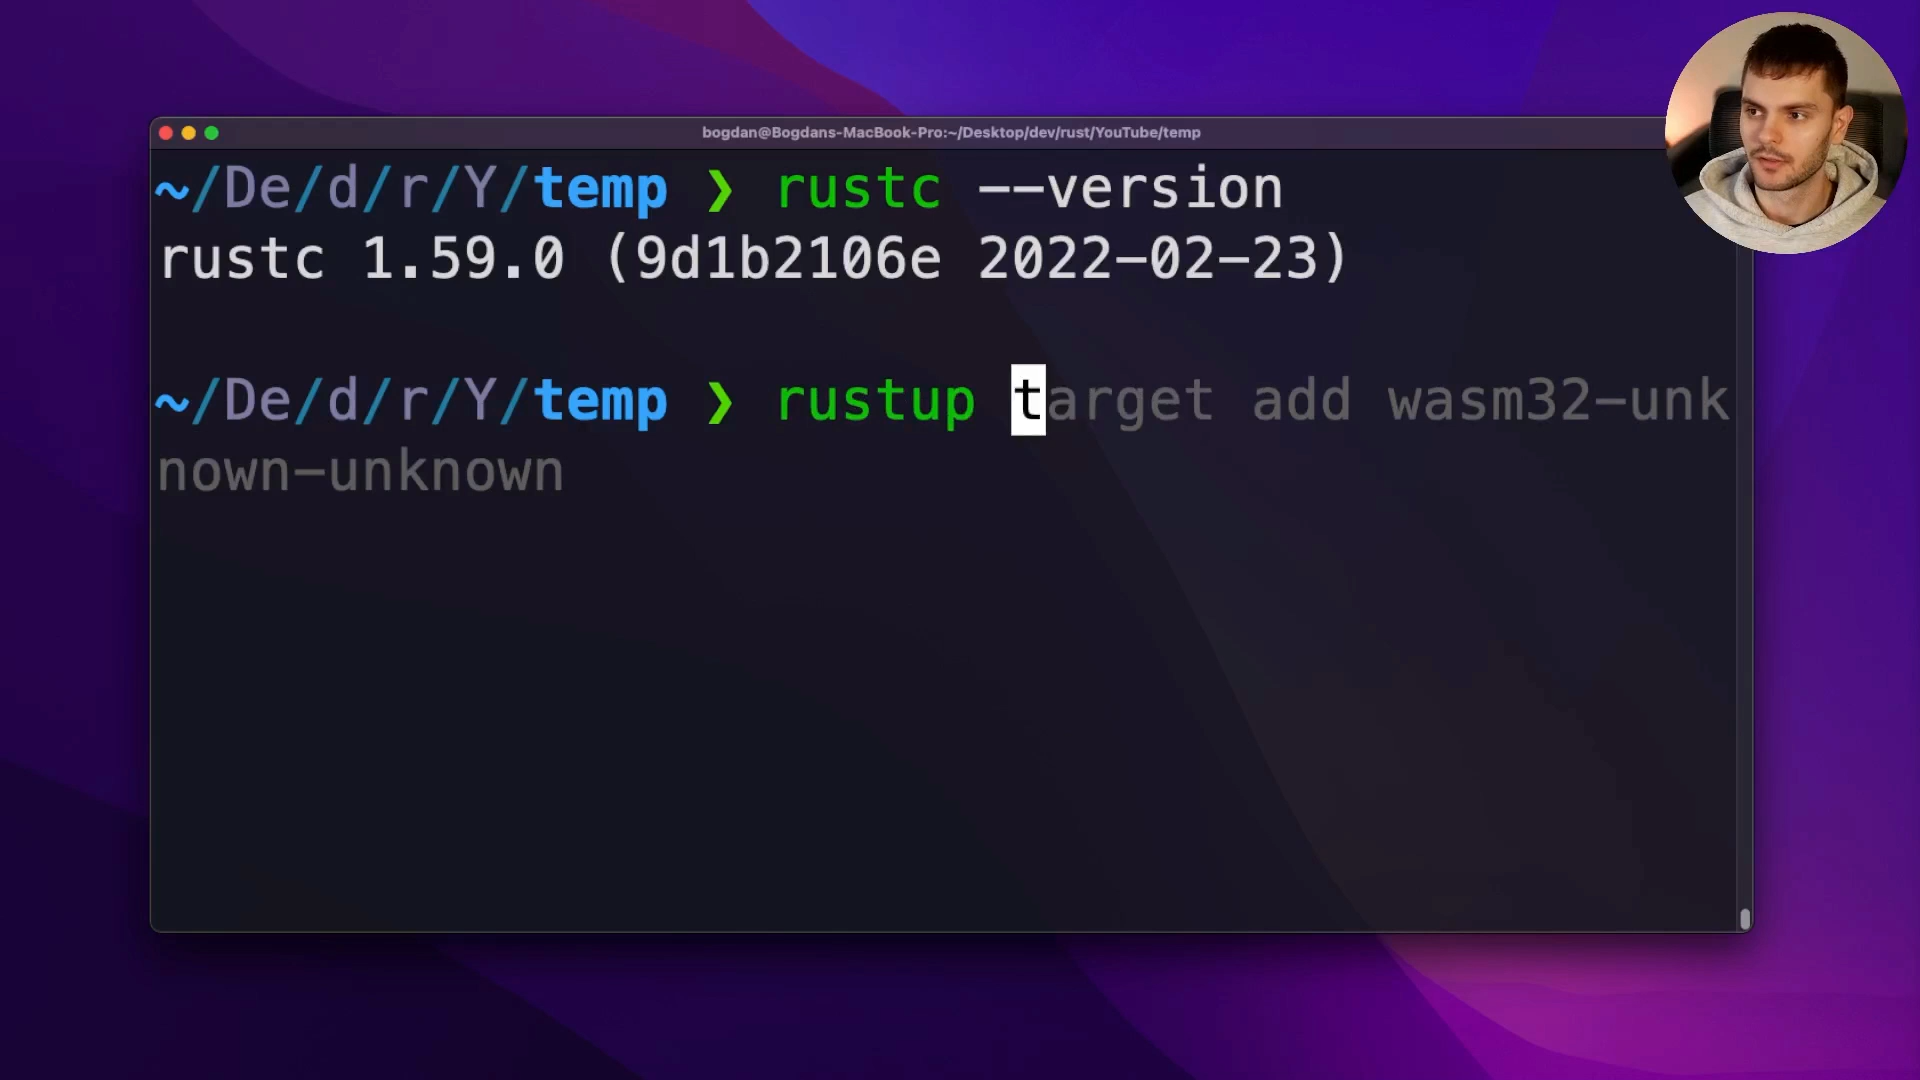 bogdan@Bogdans-MacBook-Pro:~/Desktop/dev/rust/YouTube/temp
~/De/d/r/Y/temp ❯ rustc --version
rustc 1.59.0 (9d1b2106e 2022-02-23)
~/De/d/r/Y/temp ❯ rustup target add wasm32-unk
nown-unknown